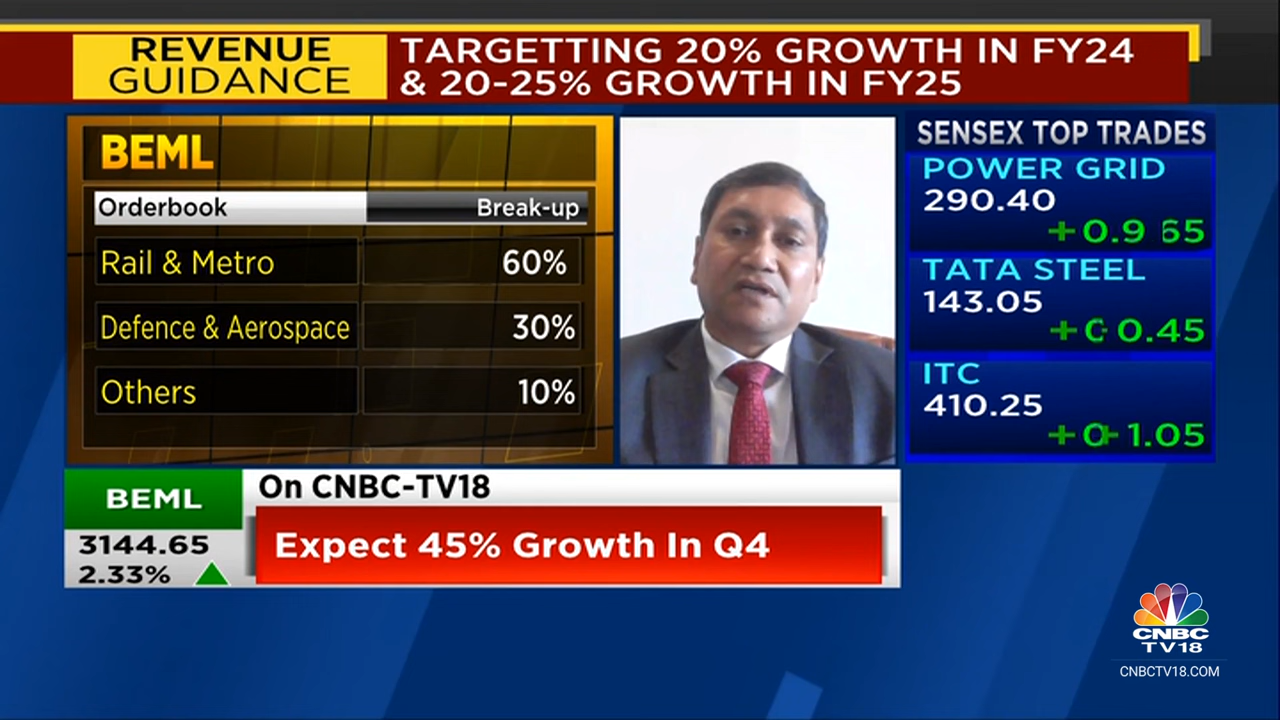 REVENUE
GUIDANCE
TARGETTING 20% GROWTH IN FY24
& 20-25% GROWTH IN FY25
BEML
Orderbook Break-up
Rail & Metro 60%
Defence & Aerospace 30%
Others 10%
SENSEX TOP TRADES
POWER GRID
290.40
TATA STEEL
143.05
ITC
410.25
BEML
3144.65
2.33%
On CNBC-TV18
Expect 45% Growth In Q4
CNBC
TV18
CNBCTV18.COM